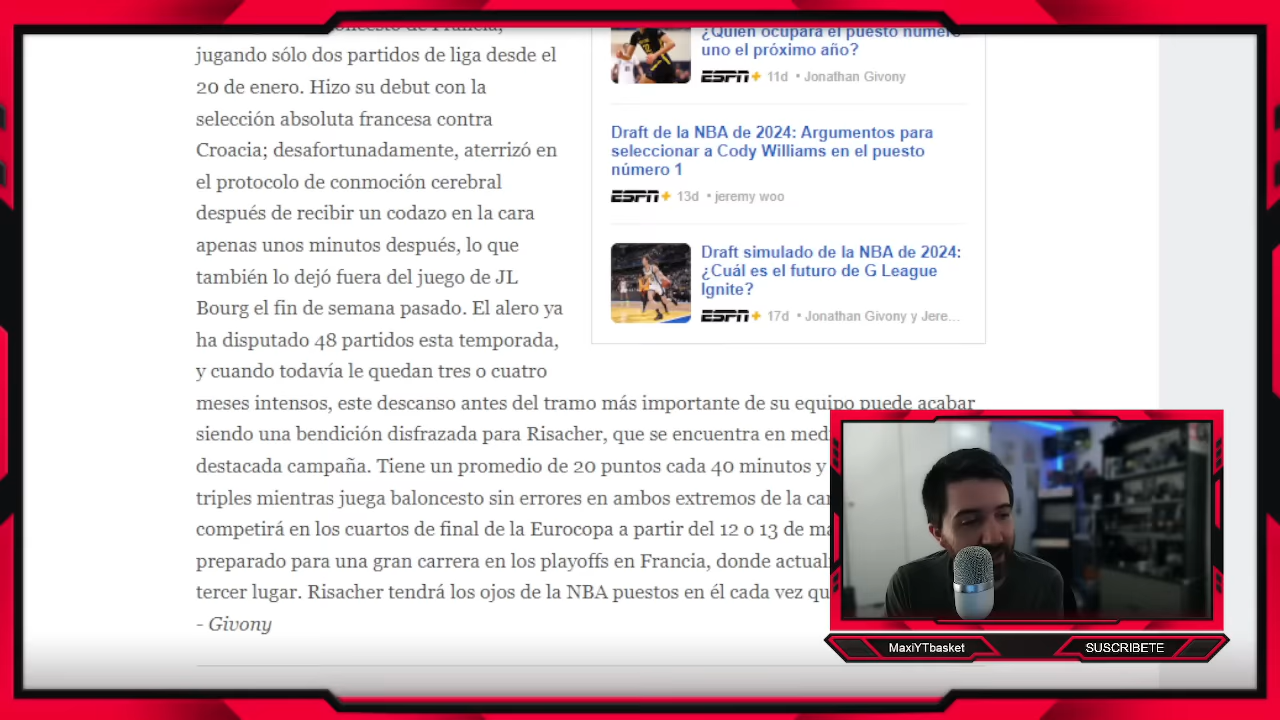 jugando sólo dos partidos de liga desde el
20 de enero. Hizo su debut con la
selección absoluta francesa contra
Croacia; desafortunadamente, aterrizó en
el protocolo de conmoción cerebral
después de recibir un codazo en la cara
apenas unos minutos después, lo que
también lo dejó fuera del juego de JL
Bourg el fin de semana pasado. El alero ya
ha disputado 48 partidos esta temporada,
y cuando todavía le quedan tres o cuatro
meses intensos, este descanso antes del tramo más importante de su equipo puede acabar
siendo una bendición disfrazada para Risacher, que se encuentra en
destacada campaña. Tiene un promedio de 20 puntos cada 40 minutos y
triples mientras juega baloncesto sin errores en ambos extremos de la
competirá en los cuartos de final de la Eurocopa a partir del 12 o 13 de
preparado para una gran carrera en los playoffs en Francia, donde
tercer lugar. Risacher tendrá los ojos de la NBA puestos en él cada vez
- Givony
¿Quién ocupará el puesto número
uno el próximo año?
ESPN+ 11d • Jonathan Givony
Draft de la NBA de 2024: Argumentos para
seleccionar a Cody Williams en el puesto
número 1
ESPN+ 13d • jeremy woo
Draft simulado de la NBA de 2024:
¿Cuál es el futuro de G League
Ignite?
ESPN+ 17d • Jonathan Givony y Jere...
MaxiYTbasket
SUSCRIBETE